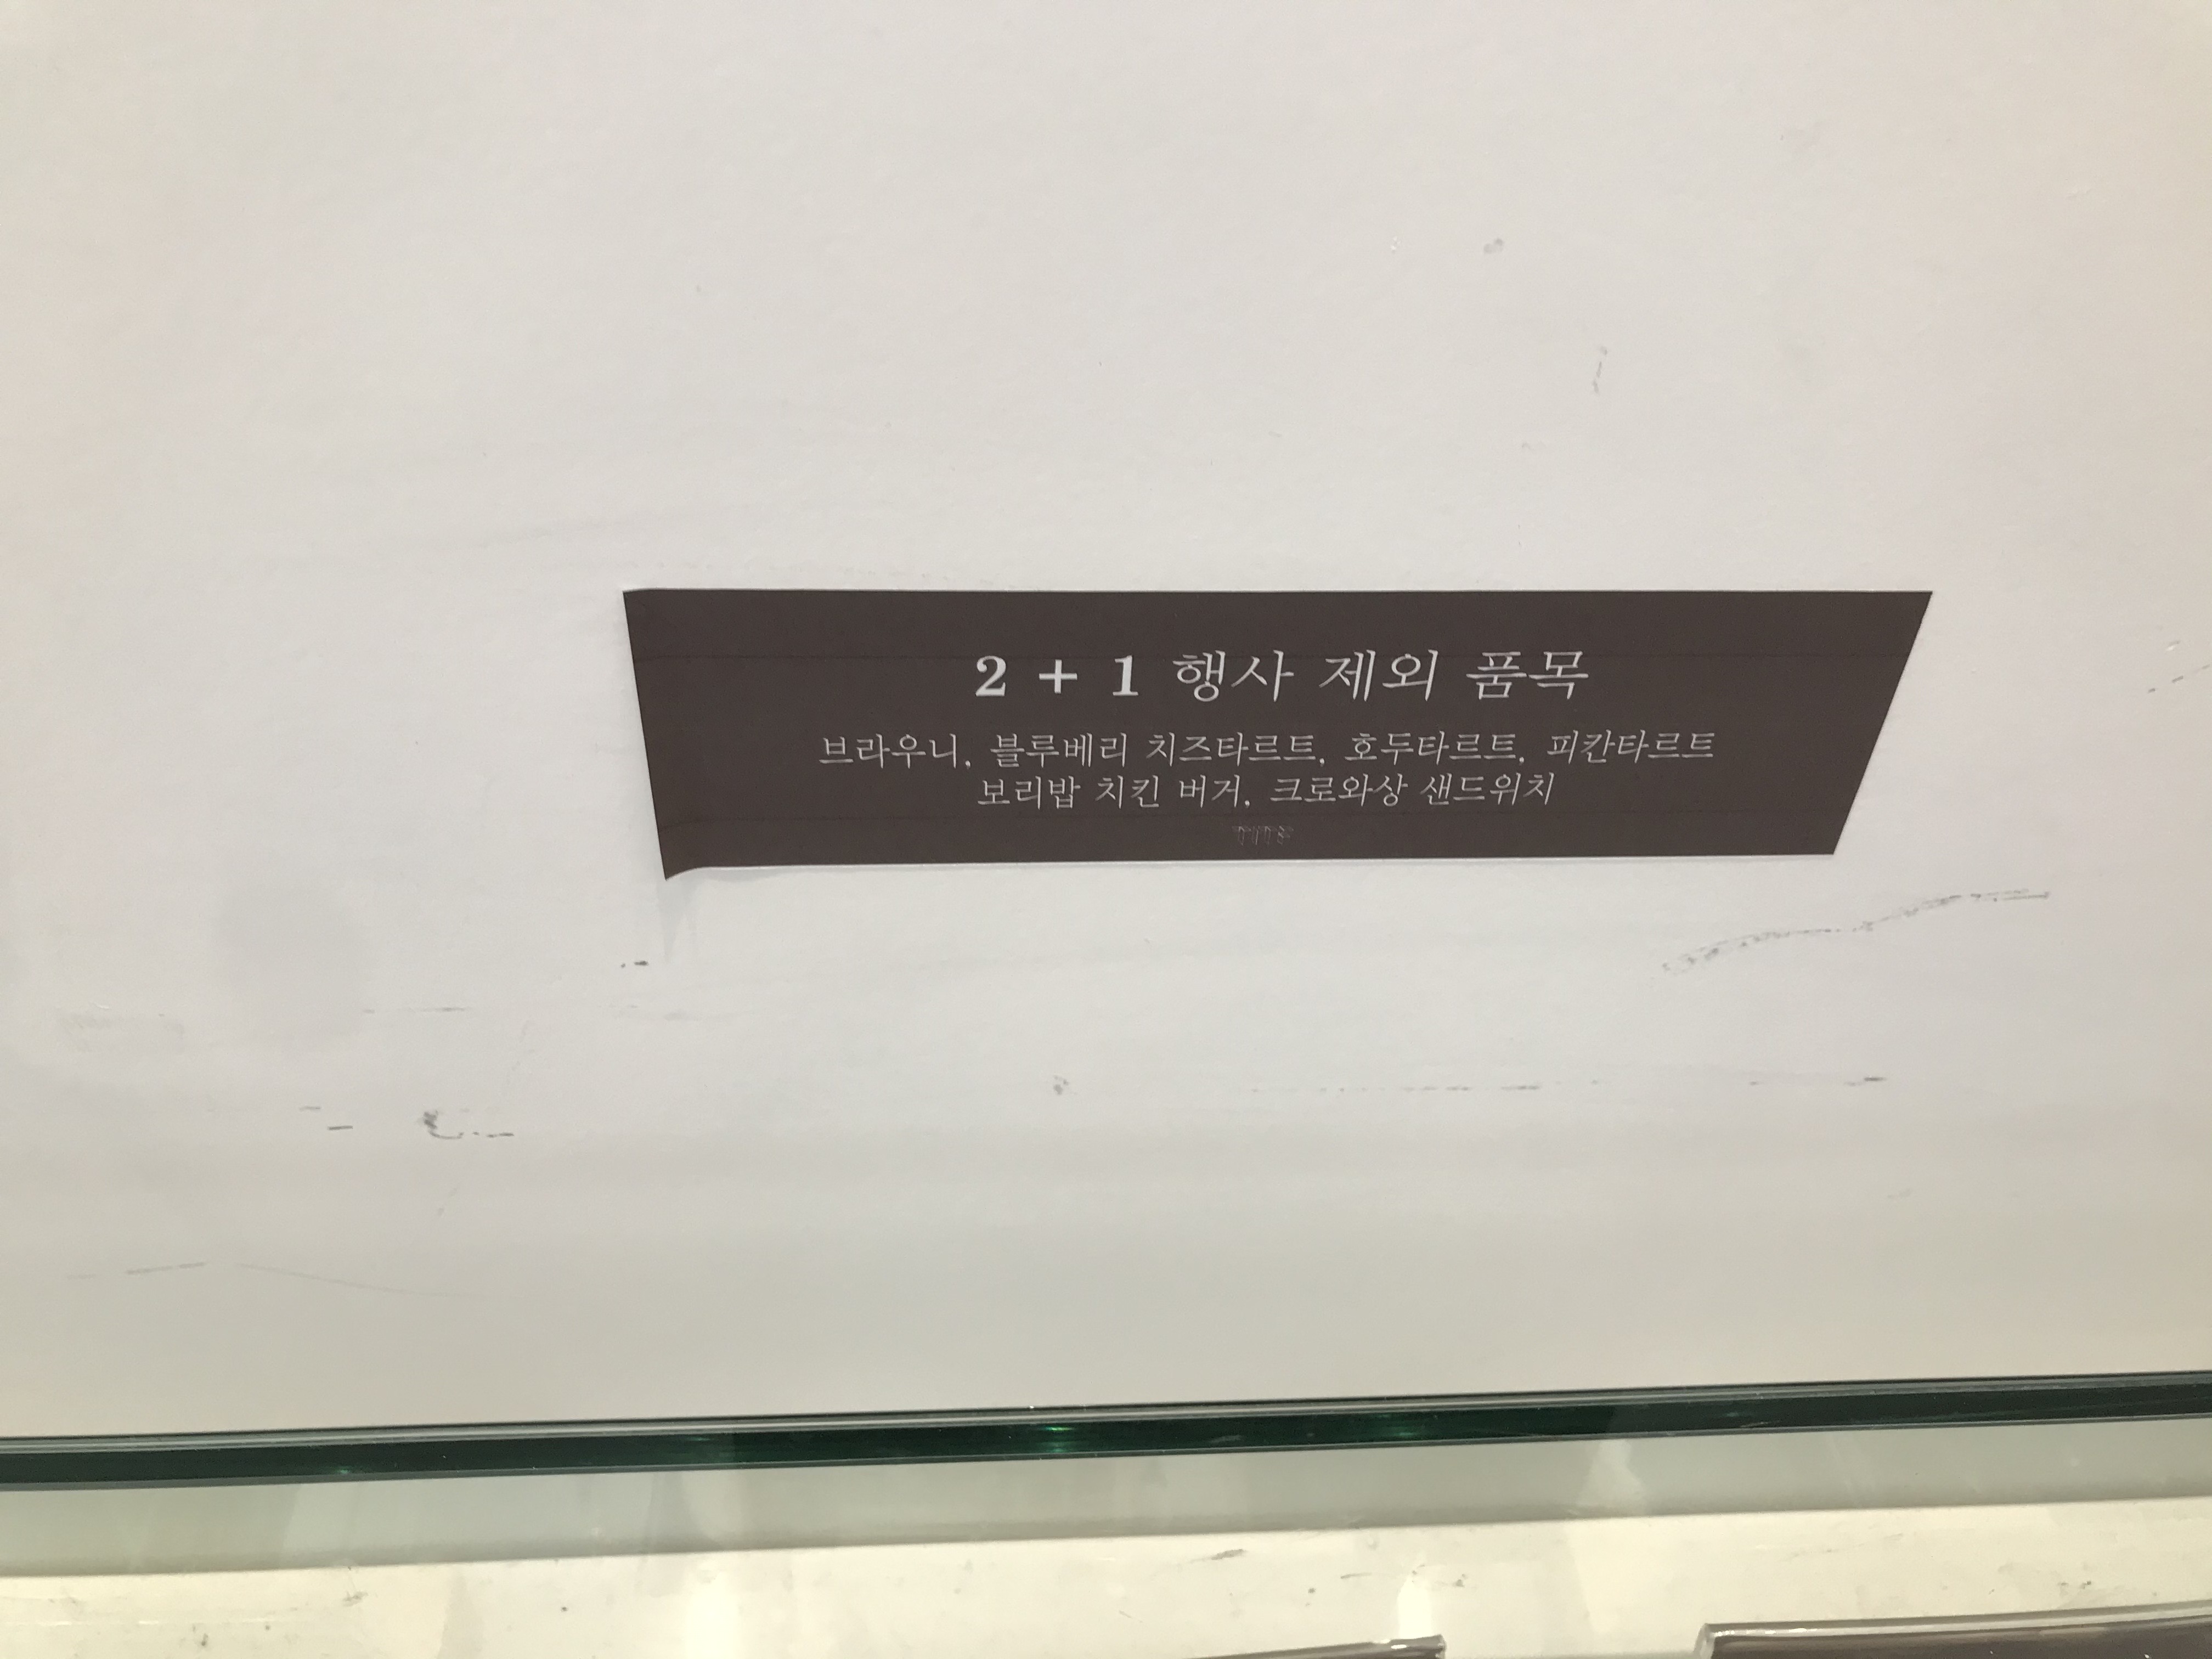 2 + 1 행사 제외 품목
브라우니, 블루베리 치즈타르트, 호두타르트, 피칸타르트
보리밥 치킨 버거, 크로와상 샌드위치